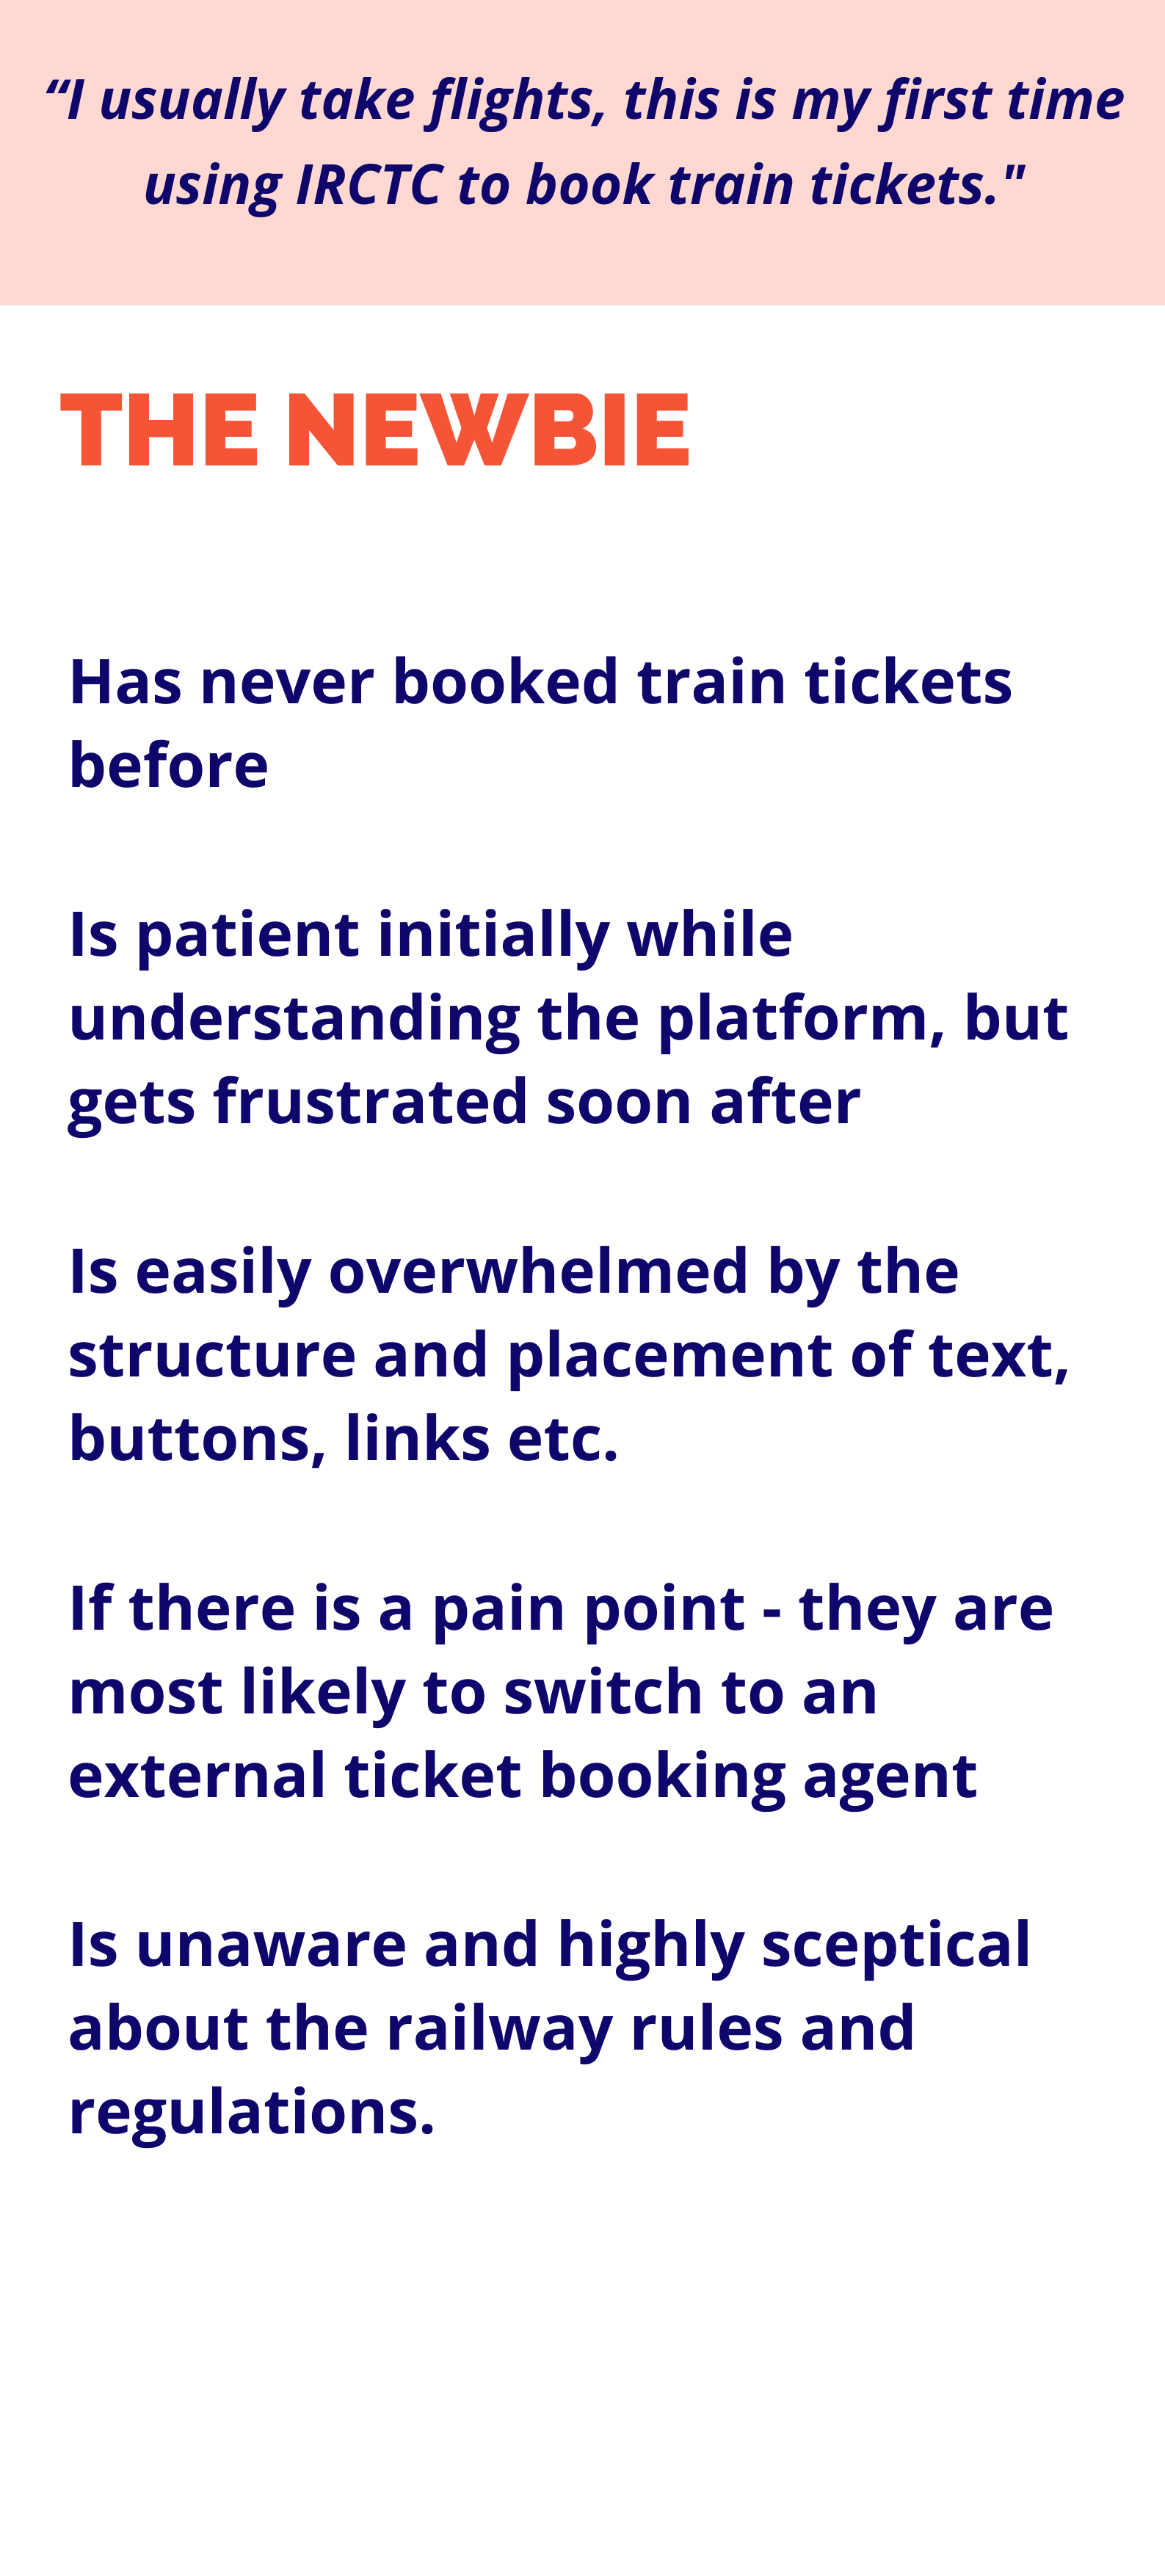 “I usually take flights, this is my first time
using IRCTC to book train tickets."
THE NEWBIE
Has never booked train tickets
before
Is patient initially while
understanding the platform, but
gets frustrated soon after
Is easily overwhelmed by the
structure and placement of text,
buttons, links etc.
If there is a pain point - they are
most likely to switch to an
external ticket booking agent
Is unaware and highly sceptical
about the railway rules and
regulations.